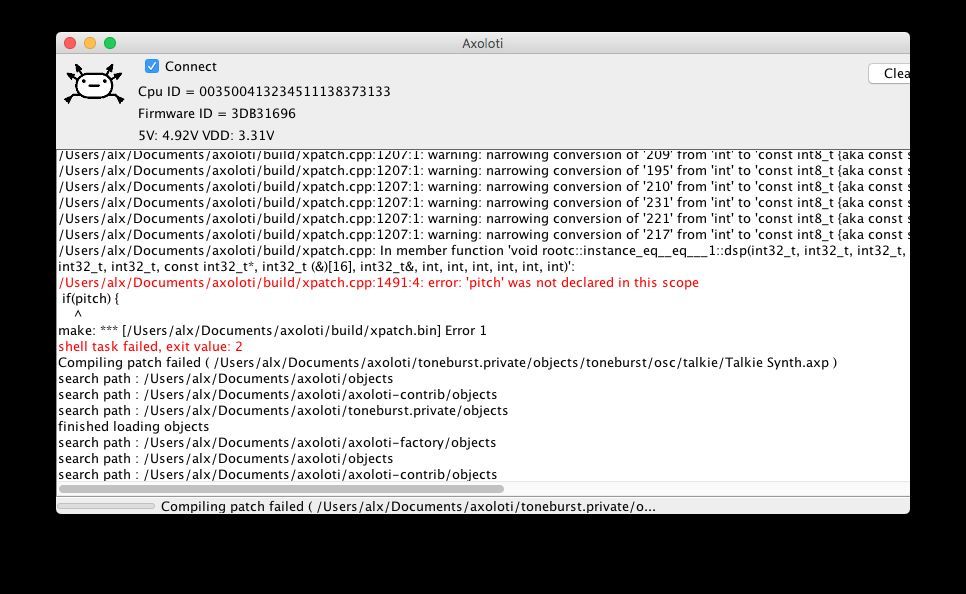 Axoloti
Connect
Clea
Cpu ID = 003500413234511138373133
Firmware ID = 3DB31696
5V: 4.92V VDD: 3.31V
/Users/alx/Documents/axoloti/build/xpatch.cpp:1207:1: warning: narrowing conversion of '209' from 'int' to 'const int8_t {aka const s
/Users/alx/Documents/axoloti/build/xpatch.cpp:1207:1: warning: narrowing conversion of '195' from 'int' to 'const int8_t {aka const s
/Users/alx/Documents/axoloti/build/xpatch.cpp:1207:1: warning: narrowing conversion of '210' from 'int' to 'const int8_t {aka const s
/Users/alx/Documents/axoloti/build/xpatch.cpp:1207:1: warning: narrowing conversion of '231' from 'int' to 'const int8_t {aka const s
/Users/alx/Documents/axoloti/build/xpatch.cpp:1207:1: warning: narrowing conversion of '221' from 'int' to 'const int8_t {aka const s
/Users/alx/Documents/axoloti/build/xpatch.cpp:1207:1: warning: narrowing conversion of '217' from 'int' to 'const int8_t {aka const s
/Users/alx/Documents/axoloti/build/xpatch.cpp: In member function 'void rootc::instance_eq__eq___1::dsp(int32_t, int32_t, int32_t,
int32_t, int32_t, const int32_t*, int32_t (&)[16], int32_t&, int, int, int, int, int, int)':
/Users/alx/Documents/axoloti/build/xpatch.cpp:1491:4: error: 'pitch' was not declared in this scope
if(pitch) {
^
make: *** [/Users/alx/Documents/axoloti/build/xpatch.bin] Error 1
shell task failed, exit value: 2
Compiling patch failed ( /Users/alx/Documents/axoloti/toneburst.private/objects/toneburst/osc/talkie/Talkie Synth.axp )
search path : /Users/alx/Documents/axoloti/objects
search path : /Users/alx/Documents/axoloti/axoloti-contrib/objects
search path : /Users/alx/Documents/axoloti/toneburst.private/objects
finished loading objects
search path : /Users/alx/Documents/axoloti/axoloti-factory/objects
search path : /Users/alx/Documents/axoloti/objects
search path : /Users/alx/Documents/axoloti/axoloti-contrib/objects
Compiling patch failed ( /Users/alx/Documents/axoloti/toneburst.private/o...